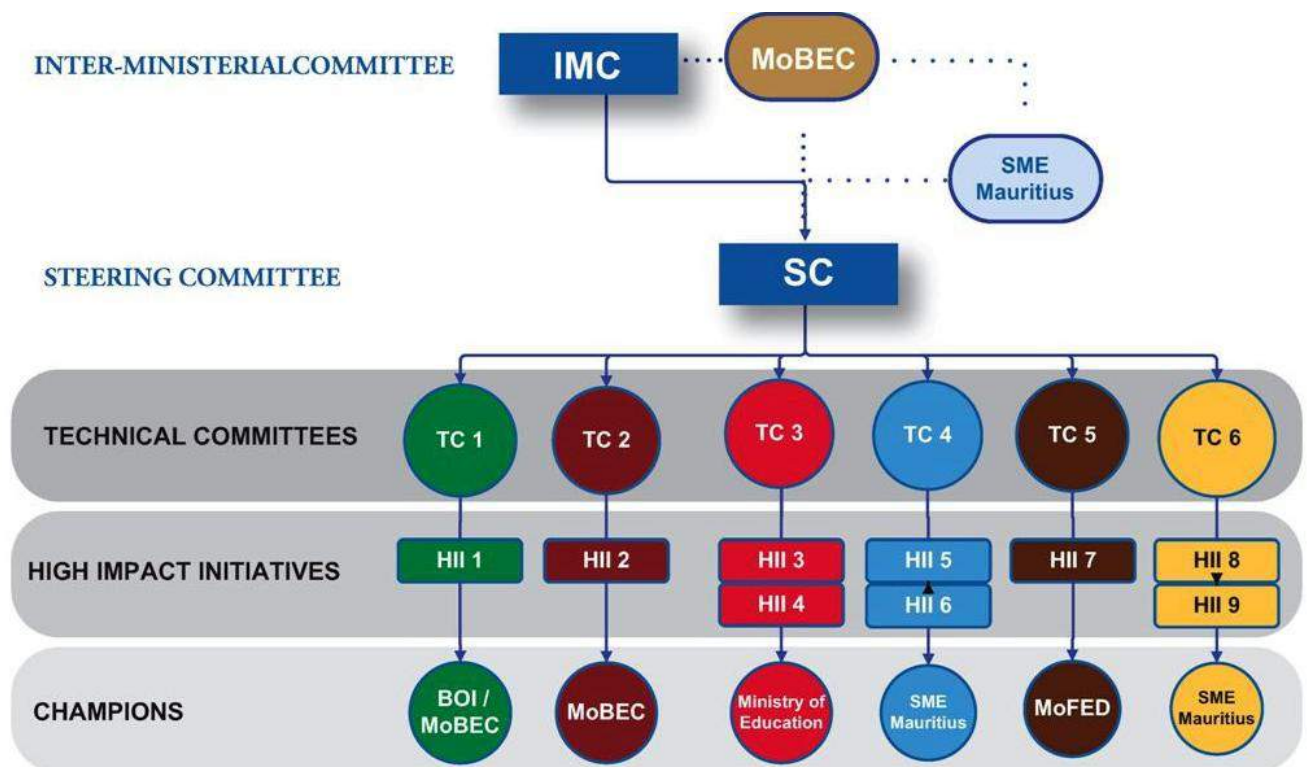 INTER-MINISTERIALCOMMITTEE
IMC
MoBEC
SME
Mauritius
STEERING COMMITTEE
SC
TECHNICAL COMMITTEES
TC 1
TC 2
TC 3
TC 4
TC 5
TC 6
HIGH IMPACT INITIATIVES
HII 1
HII 2
HII 3
HII 4
HII 5
HII 6
HII 7
HII 8
HII 9
CHAMPIONS
BOI /
MoBEC
MoBEC
Ministry of
Education
SME
Mauritius
MoFED
SME
Mauritius